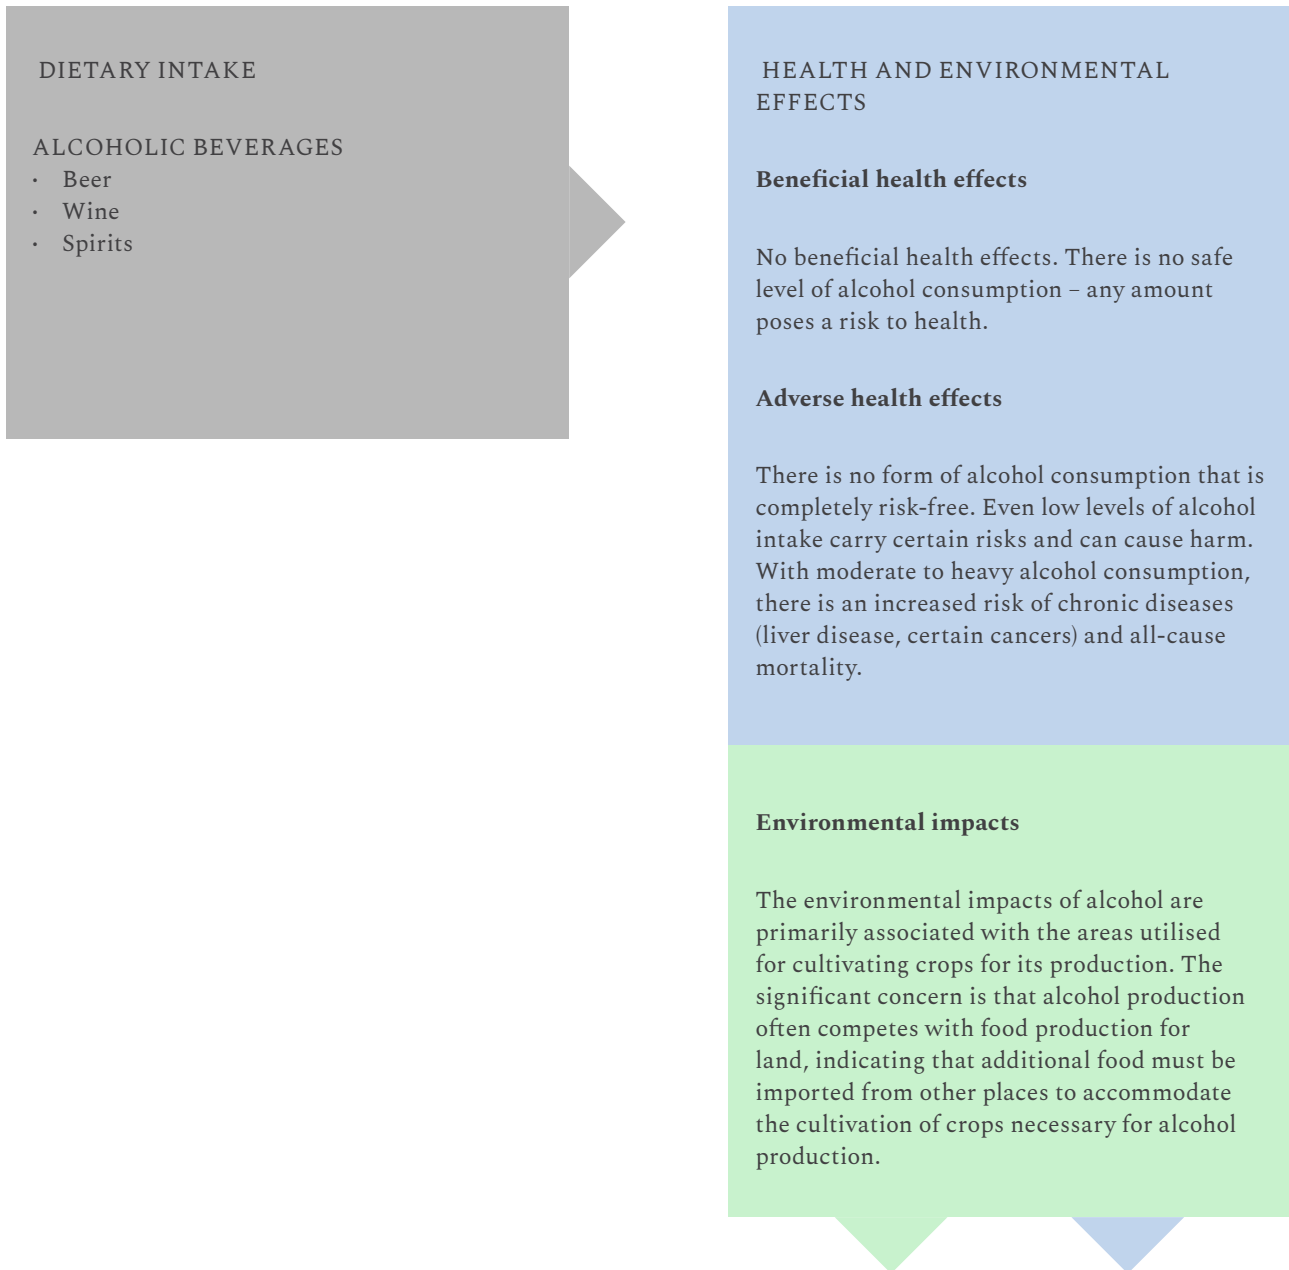 DIETARY INTAKE
ALCOHOLIC BEVERAGES
• Beer
• Wine
• Spirits
HEALTH AND ENVIRONMENTAL
EFFECTS
Beneficial health effects
No beneficial health effects. There is no safe
level of alcohol consumption – any amount
poses a risk to health.
Adverse health effects
There is no form of alcohol consumption that is
completely risk-free. Even low levels of alcohol
intake carry certain risks and can cause harm.
With moderate to heavy alcohol consumption,
there is an increased risk of chronic diseases
(liver disease, certain cancers) and all-cause
mortality.
Environmental impacts
The environmental impacts of alcohol are
primarily associated with the areas utilised
for cultivating crops for its production. The
significant concern is that alcohol production
often competes with food production for
land, indicating that additional food must be
imported from other places to accommodate
the cultivation of crops necessary for alcohol
production.